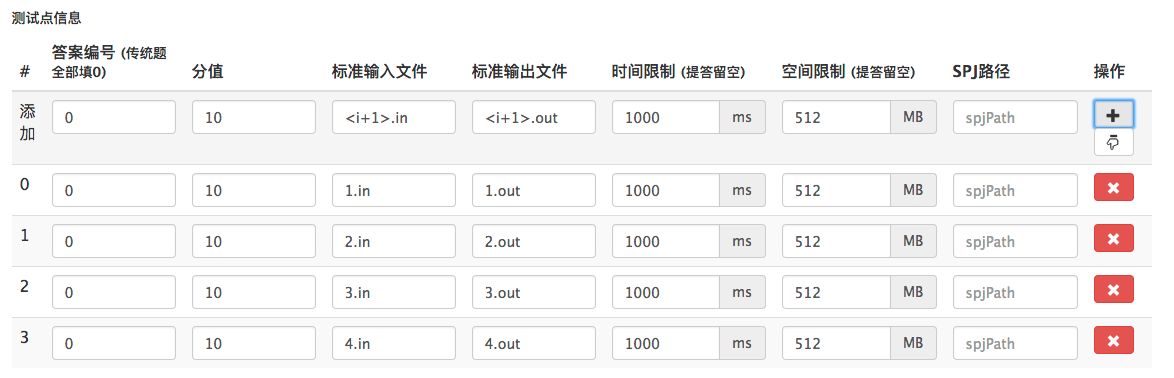 测试点信息
# 答案编号 (传统题全部填0) 分值 标准输入文件 标准输出文件 时间限制 (提答留空) 空间限制 (提答留空) SPJ路径 操作
添加 0 10 <i+1>.in <i+1>.out 1000 ms 512 MB spjPath
0 0 10 1.in 1.out 1000 ms 512 MB spjPath
1 0 10 2.in 2.out 1000 ms 512 MB spjPath
2 0 10 3.in 3.out 1000 ms 512 MB spjPath
3 0 10 4.in 4.out 1000 ms 512 MB spjPath